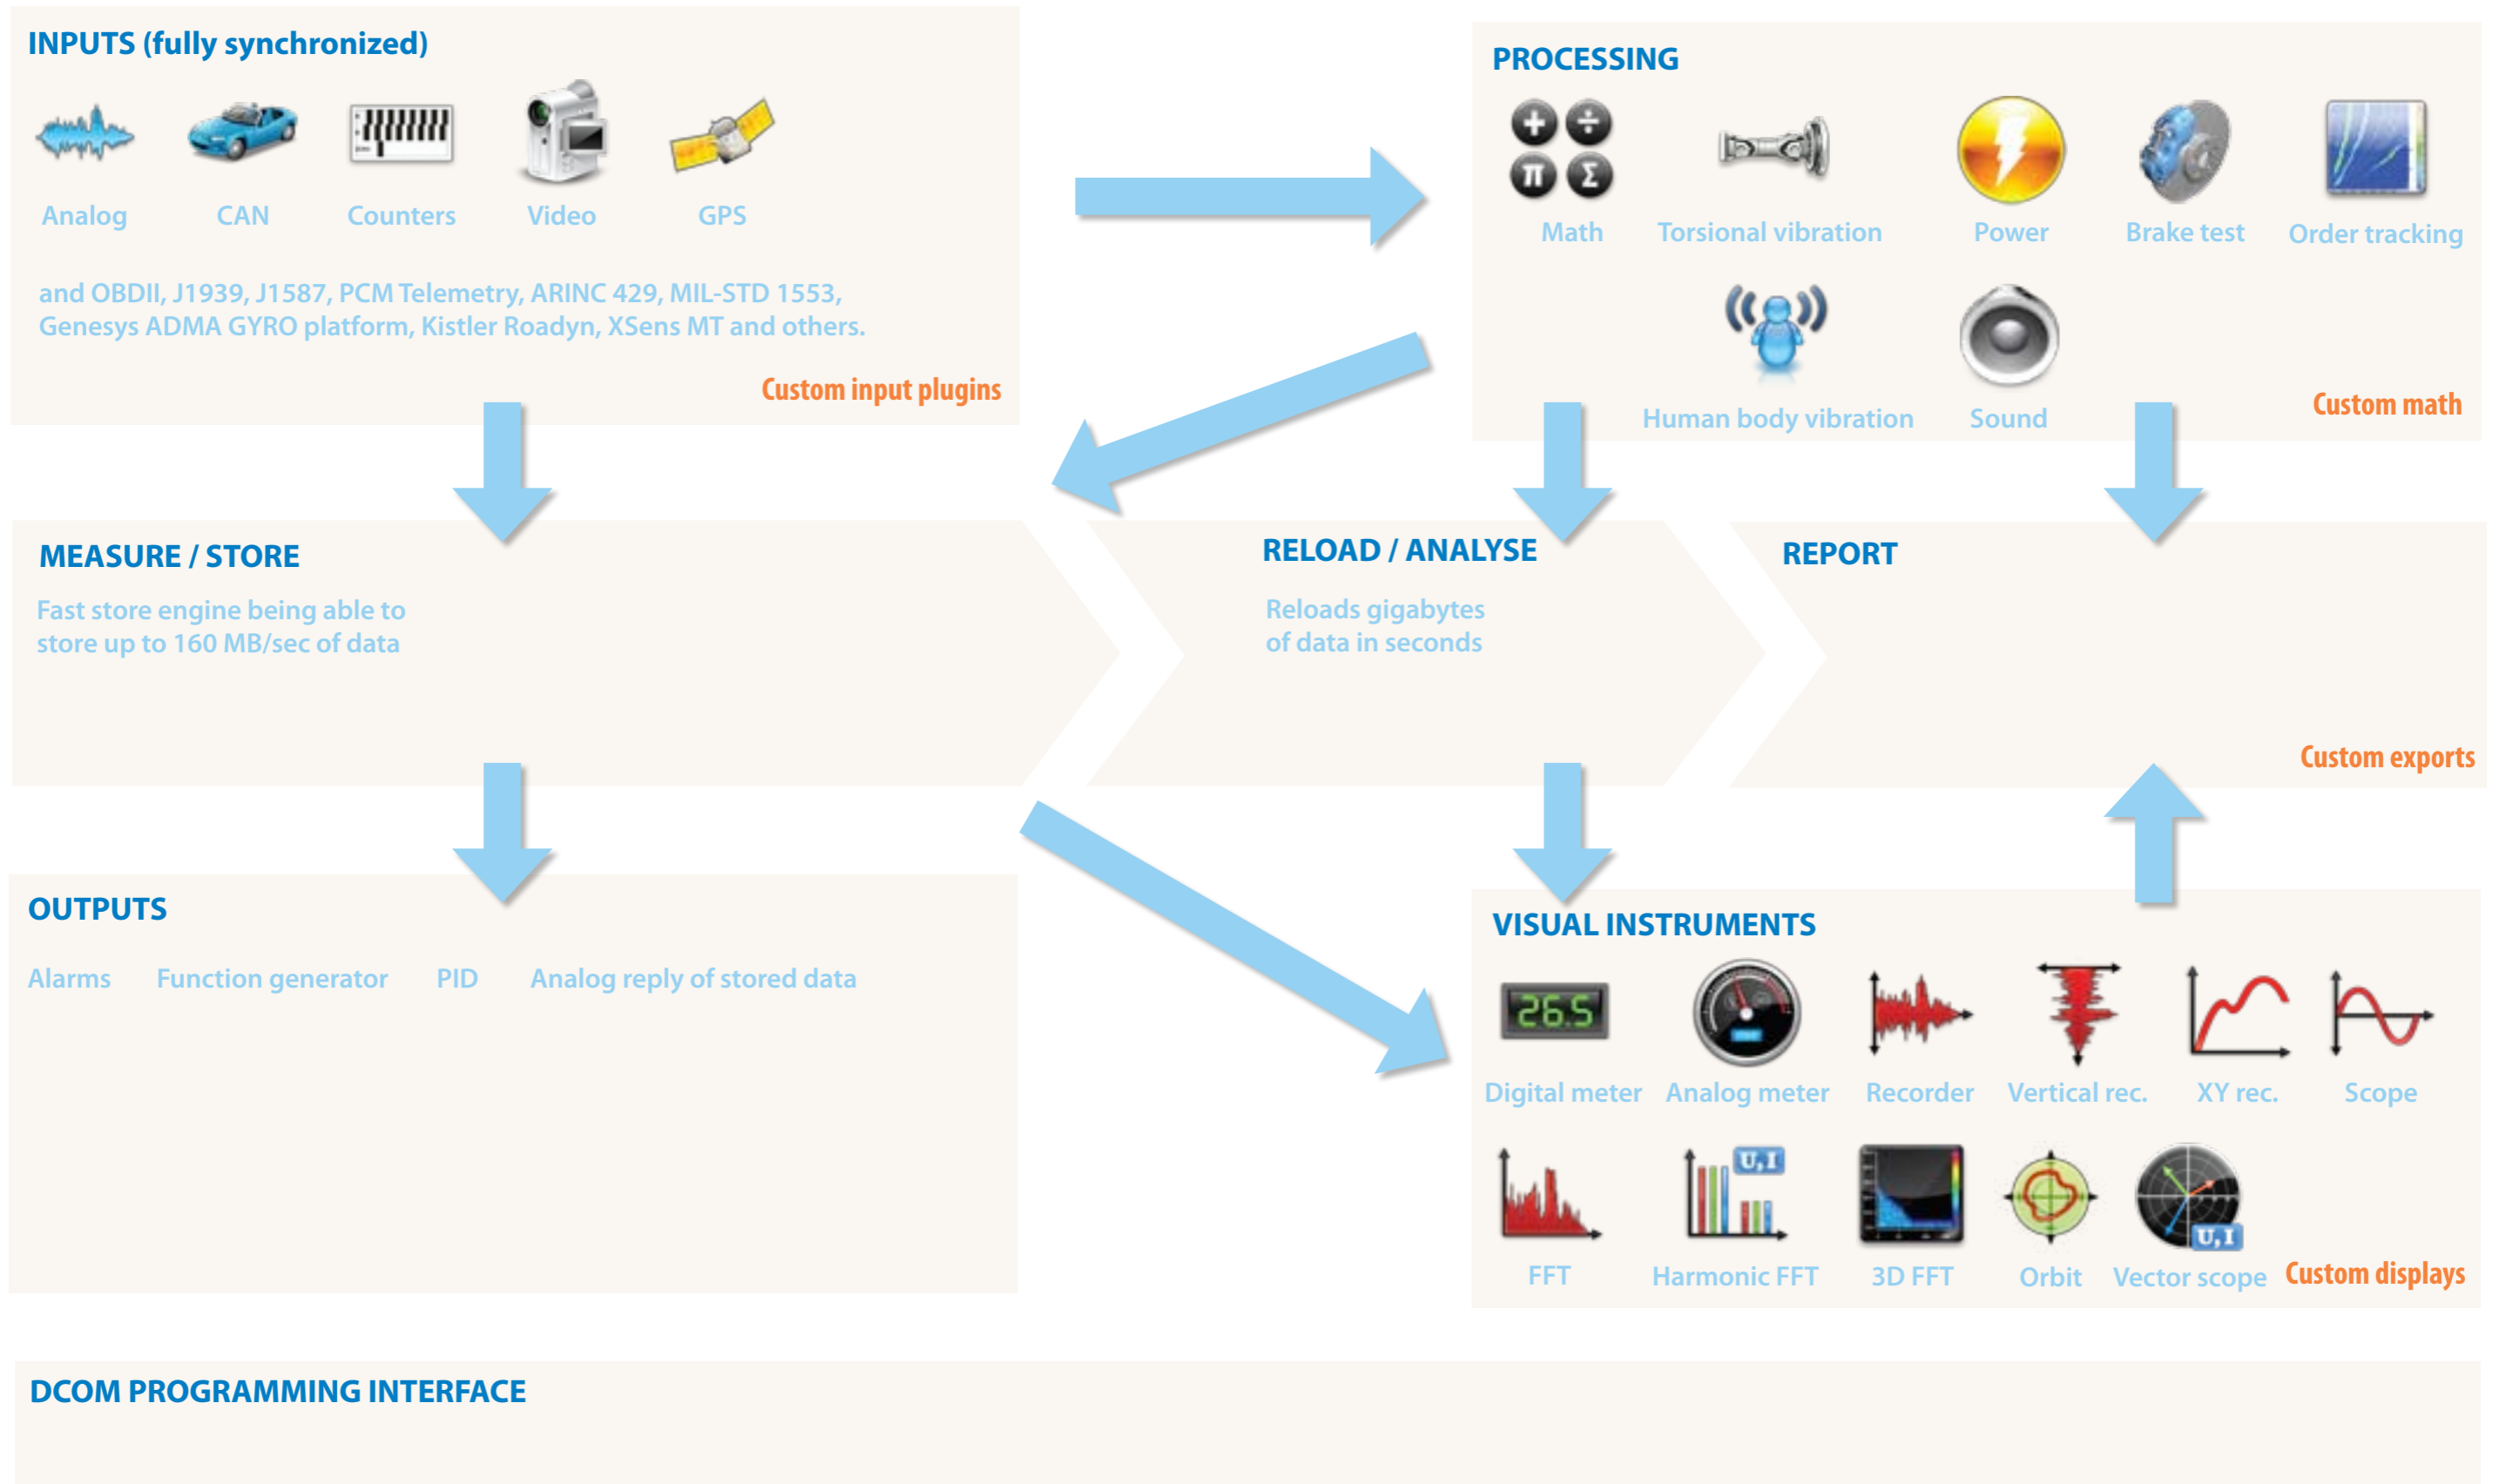 INPUTS (fully synchronized)
Analog CAN Counters Video GPS
and OBDII, J1939, J1587, PCM Telemetry, ARINC 429, MIL-STD 1553,
Genesys ADMA GYRO platform, Kistler Roadyn, XSens MT and others.
Custom input plugins
PROCESSING
+ ÷
π Σ
Math Torsional vibration Power Brake test Order tracking
Human body vibration Sound
Custom math
MEASURE / STORE
Fast store engine being able to
store up to 160 MB/sec of data
RELOAD / ANALYSE
Reloads gigabytes
of data in seconds
REPORT
Custom exports
OUTPUTS
Alarms Function generator PID Analog reply of stored data
VISUAL INSTRUMENTS
26.5
Digital meter Analog meter Recorder Vertical rec. XY rec. Scope
U,I
U,I
FFT Harmonic FFT 3D FFT Orbit Vector scope Custom displays
DCOM PROGRAMMING INTERFACE